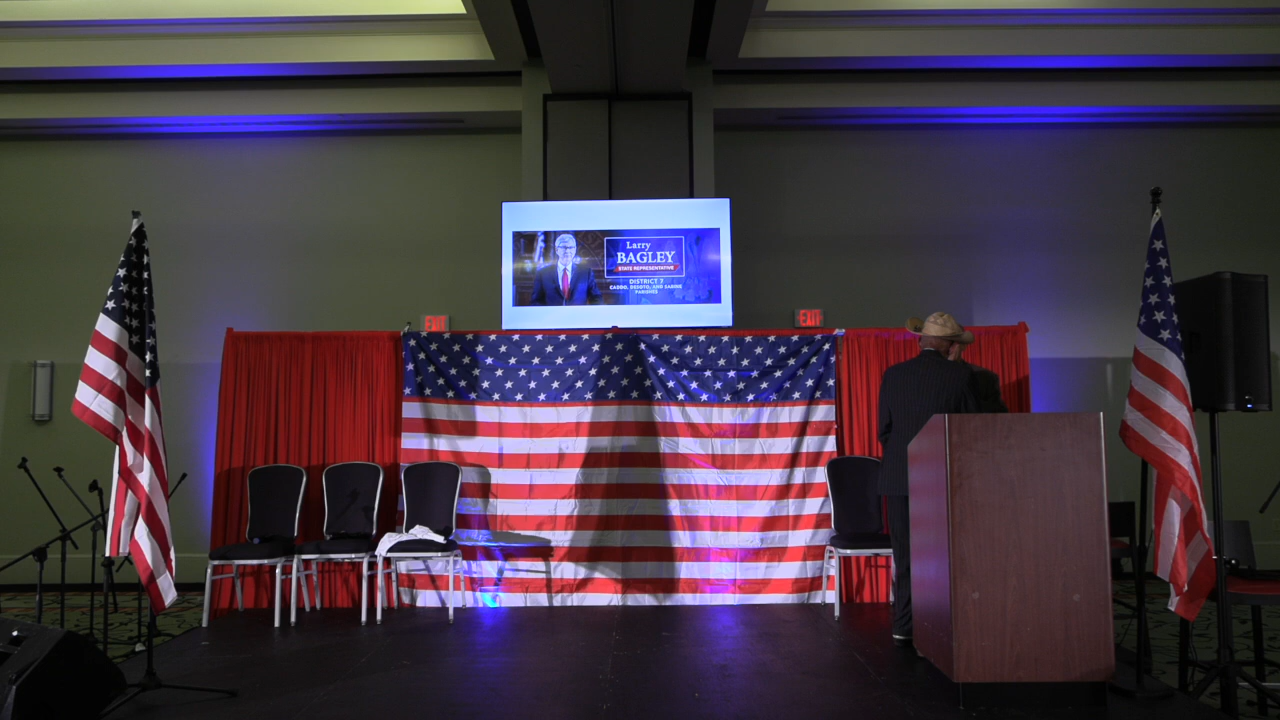 Larry
BAGLEY
STATE REPRESENTATIVE
DISTRICT 7
CADDO, DESOTO, AND SABINE
PARISHES
EXIT
EXIT